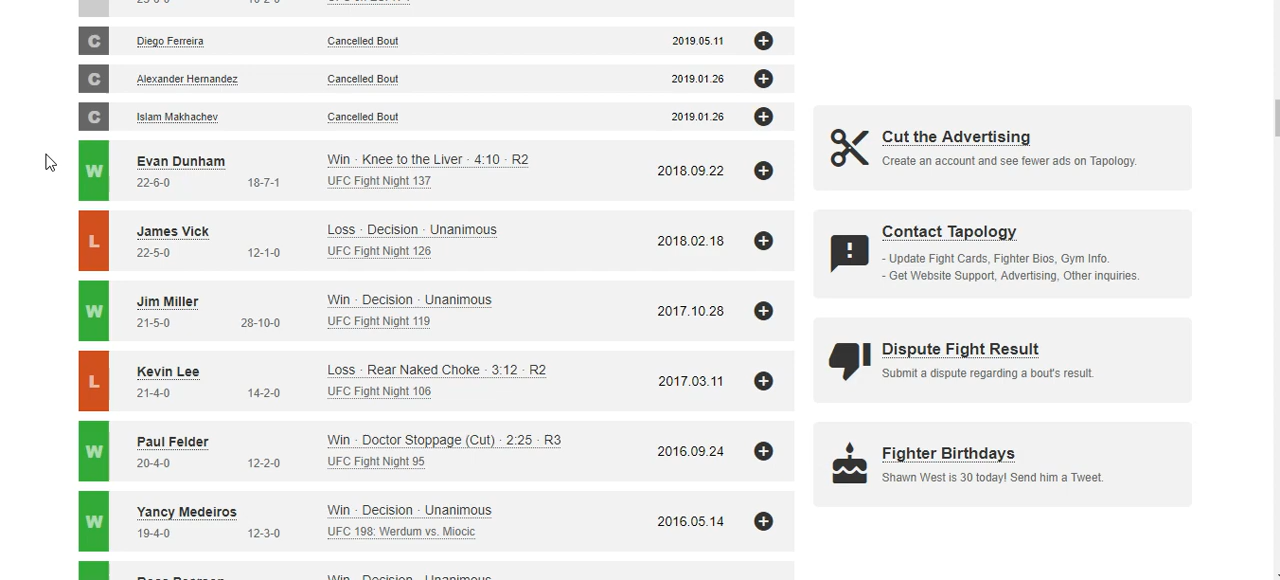 C Diego Ferreira Cancelled Bout 2019.05.11
C Alexander Hernandez Cancelled Bout 2019.01.26
C Islam Makhachev Cancelled Bout 2019.01.26
W Evan Dunham Win · Knee to the Liver · 4:10 · R2 2018.09.22
22-6-0 18-7-1 UFC Fight Night 137
L James Vick Loss · Decision · Unanimous 2018.02.18
22-5-0 12-1-0 UFC Fight Night 126
W Jim Miller Win · Decision · Unanimous 2017.10.28
21-5-0 28-10-0 UFC Fight Night 119
L Kevin Lee Loss · Rear Naked Choke · 3:12 · R2 2017.03.11
21-4-0 14-2-0 UFC Fight Night 106
W Paul Felder Win · Doctor Stoppage (Cut) · 2:25 · R3 2016.09.24
20-4-0 12-2-0 UFC Fight Night 95
W Yancy Medeiros Win · Decision · Unanimous 2016.05.14
19-4-0 12-3-0 UFC 198: Werdum vs. Miocic
Win · Decision · Unanimous
Cut the Advertising
Create an account and see fewer ads on Tapology.
Contact Tapology
- Update Fight Cards, Fighter Bios, Gym Info.
- Get Website Support, Advertising, Other inquiries.
Dispute Fight Result
Submit a dispute regarding a bout's result.
Fighter Birthdays
Shawn West is 30 today! Send him a Tweet.